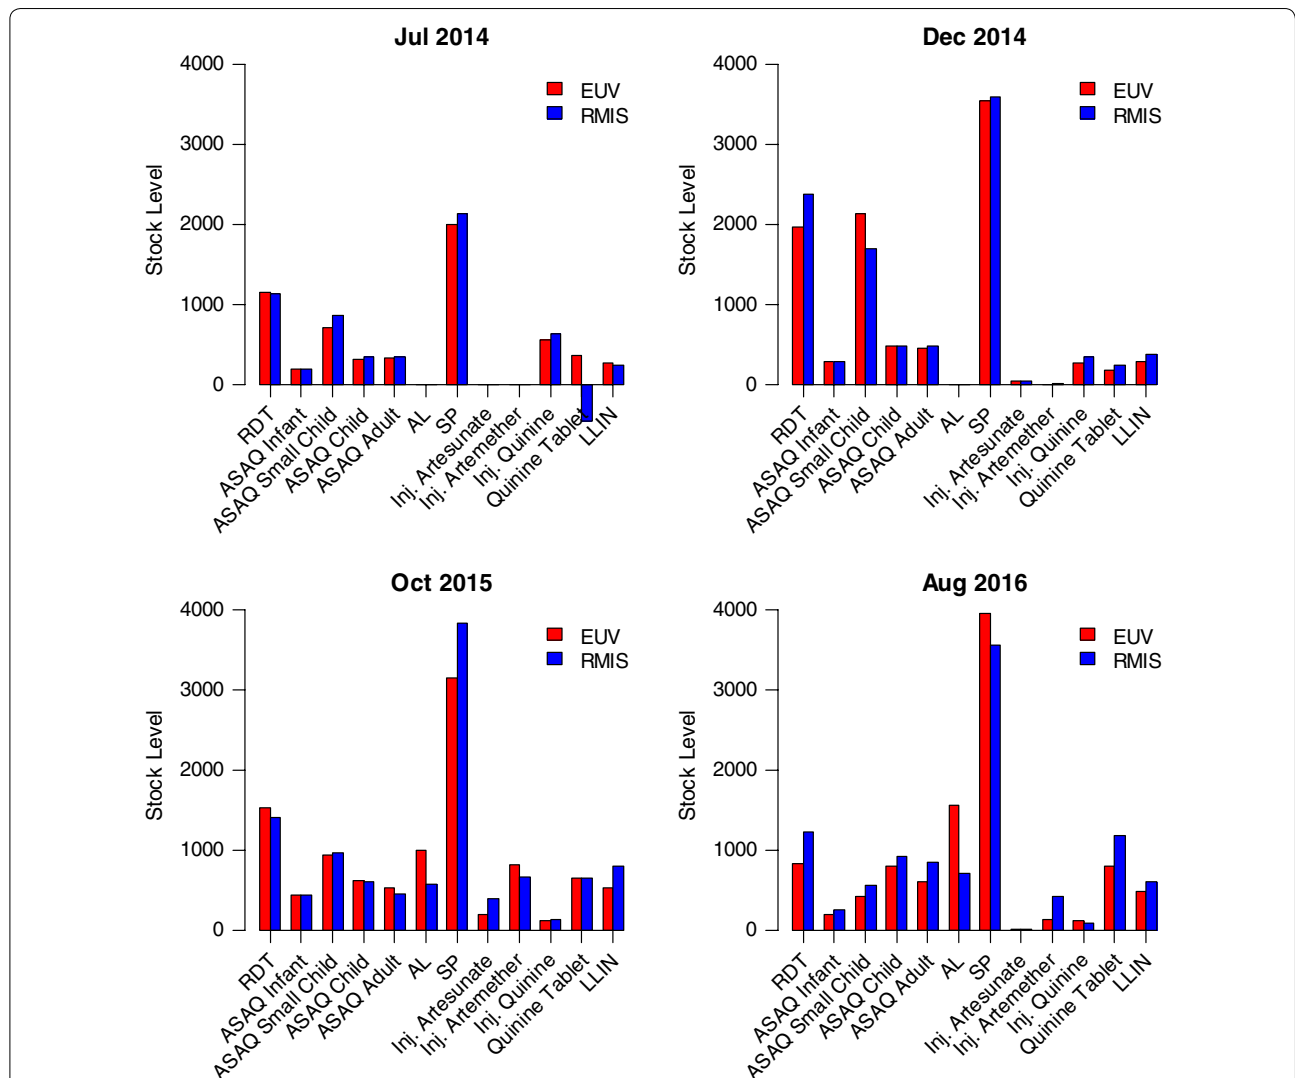 Jul 2014
4000
3000
2000
1000
0
Stock Level
EUV
RMIS
RDT
ASAQ Infant
ASAQ Small Child
ASAQ Child
ASAQ Adult
AL
SP
Inj. Artesunate
Inj. Artemether
Inj. Quinine
Quinine Tablet
LLIN
Dec 2014
4000
3000
2000
1000
0
Stock Level
EUV
RMIS
RDT
ASAQ Infant
ASAQ Small Child
ASAQ Child
ASAQ Adult
AL
SP
Inj. Artesunate
Inj. Artemether
Inj. Quinine
Quinine Tablet
LLIN
Oct 2015
4000
3000
2000
1000
0
Stock Level
EUV
RMIS
RDT
ASAQ Infant
ASAQ Small Child
ASAQ Child
ASAQ Adult
AL
SP
Inj. Artesunate
Inj. Artemether
Inj. Quinine
Quinine Tablet
LLIN
Aug 2016
4000
3000
2000
1000
0
Stock Level
EUV
RMIS
RDT
ASAQ Infant
ASAQ Small Child
ASAQ Child
ASAQ Adult
AL
SP
Inj. Artesunate
Inj. Artemether
Inj. Quinine
Quinine Tablet
LLIN